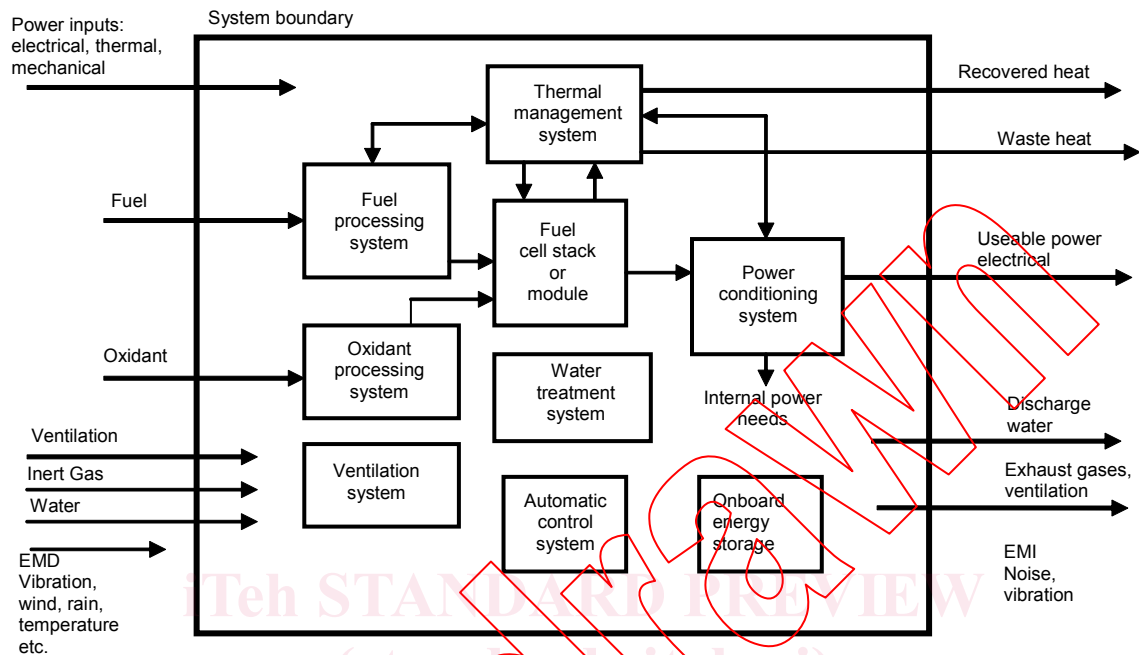 System boundary
Power inputs:
electrical, thermal,
mechanical
Thermal
management
system
Recovered heat
Waste heat
Fuel
Fuel
processing
system
Fuel
cell stack
or
module
Power
conditioning
system
Useable power
electrical
Oxidant
Oxidant
processing
system
Water
treatment
system
Internal power
needs
Discharge
water
Ventilation
Inert Gas
Water
Ventilation
system
Automatic
control
system
Onboard
energy
storage
Exhaust gases,
ventilation
EMD
Vibration,
wind, rain,
temperature
etc.
EMI
Noise,
vibration
iTeh STANDARD PREVIEW